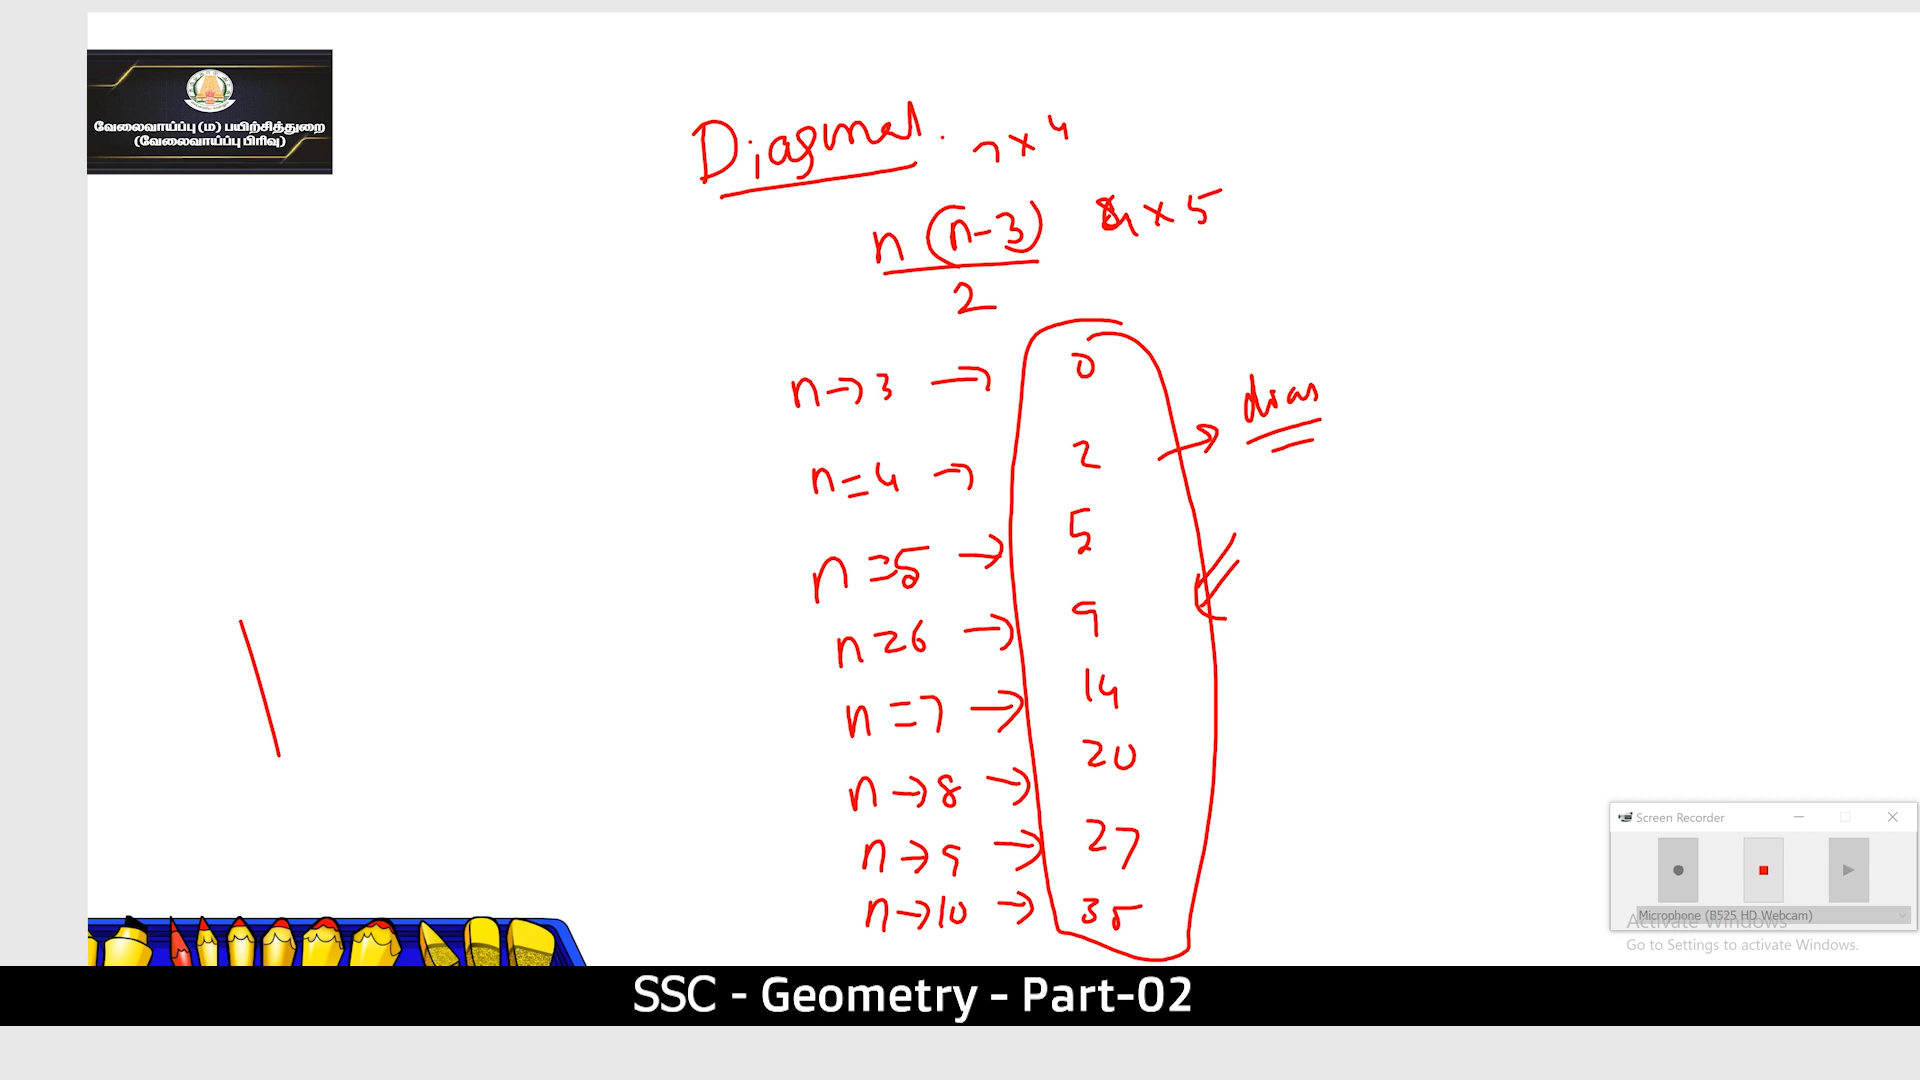 வேலைவாய்ப்பு (ம) பயிற்சித்துறை
(வேலைவாய்ப்பு பிரிவு)
Diagonal.
7 x 4
n (n-3)
2
8 x 5
n → 3 → 0
n = 4 → 2
n = 5 → 5
n = 6 → 9
n = 7 → 14
n → 8 → 20
n → 9 → 27
n → 10 → 35
Screen Recorder
Microphone (B525 HD Webcam)
Activate Windows
Go to Settings to activate Windows.
SSC - Geometry - Part-02